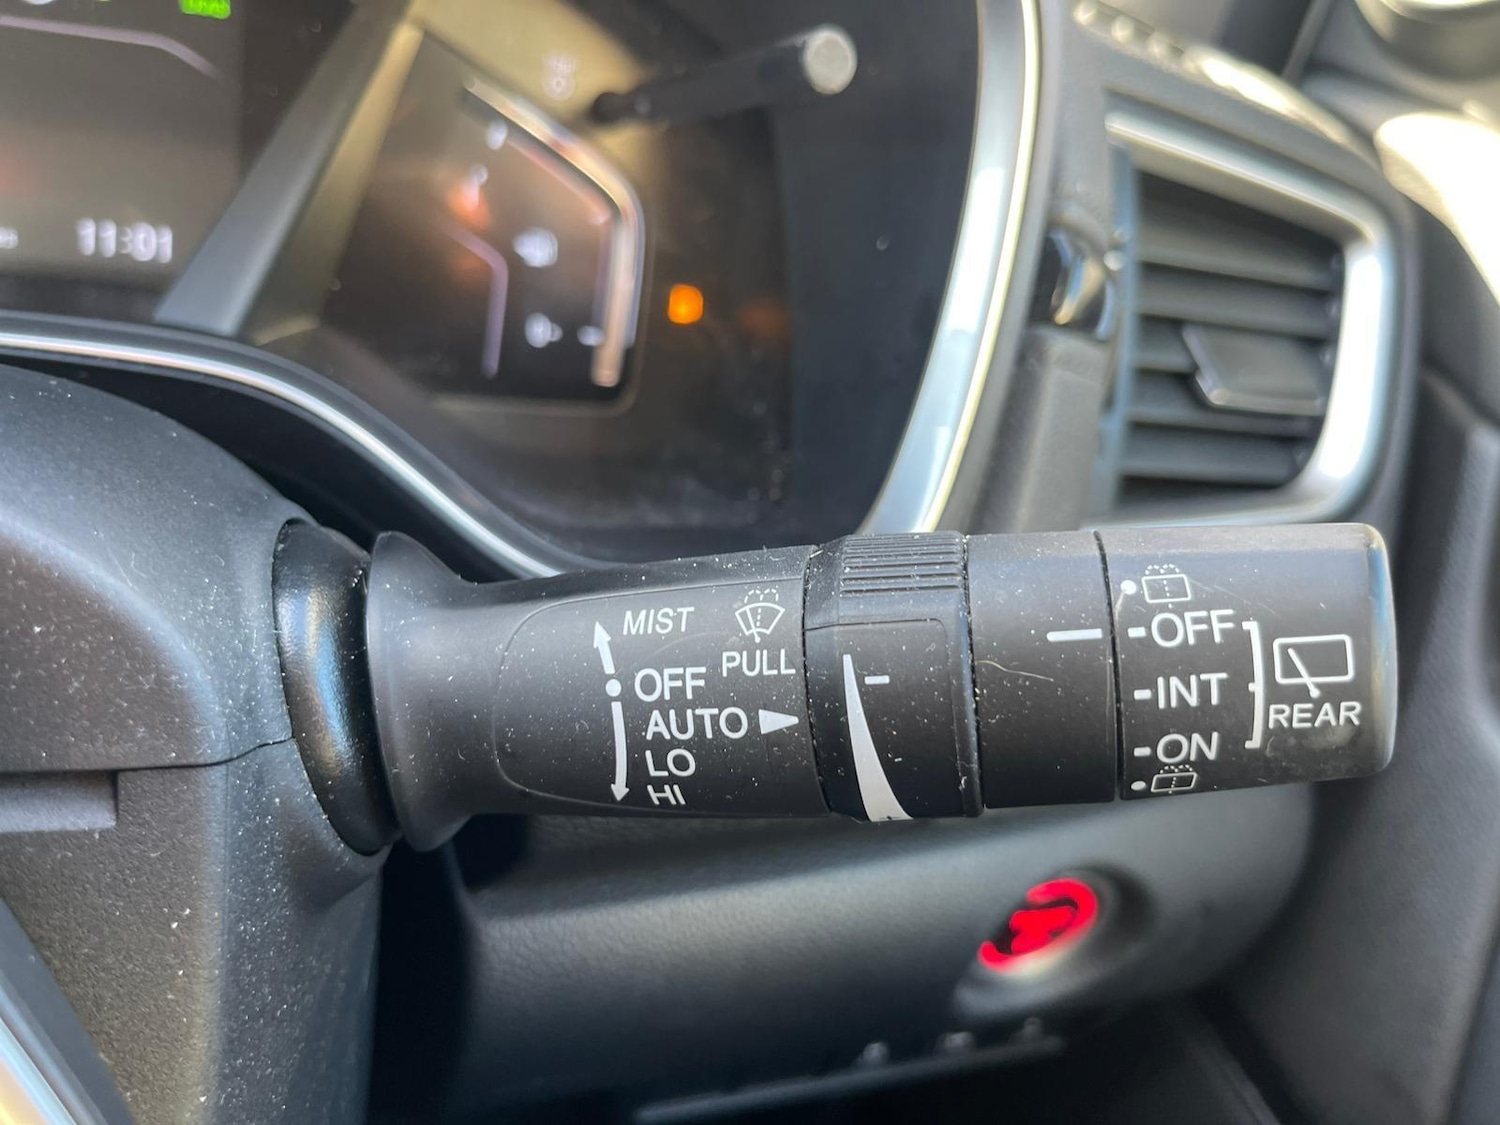 11:01
MIST
PULL
OFF
AUTO
LO
HI
OFF
INT
ON
REAR